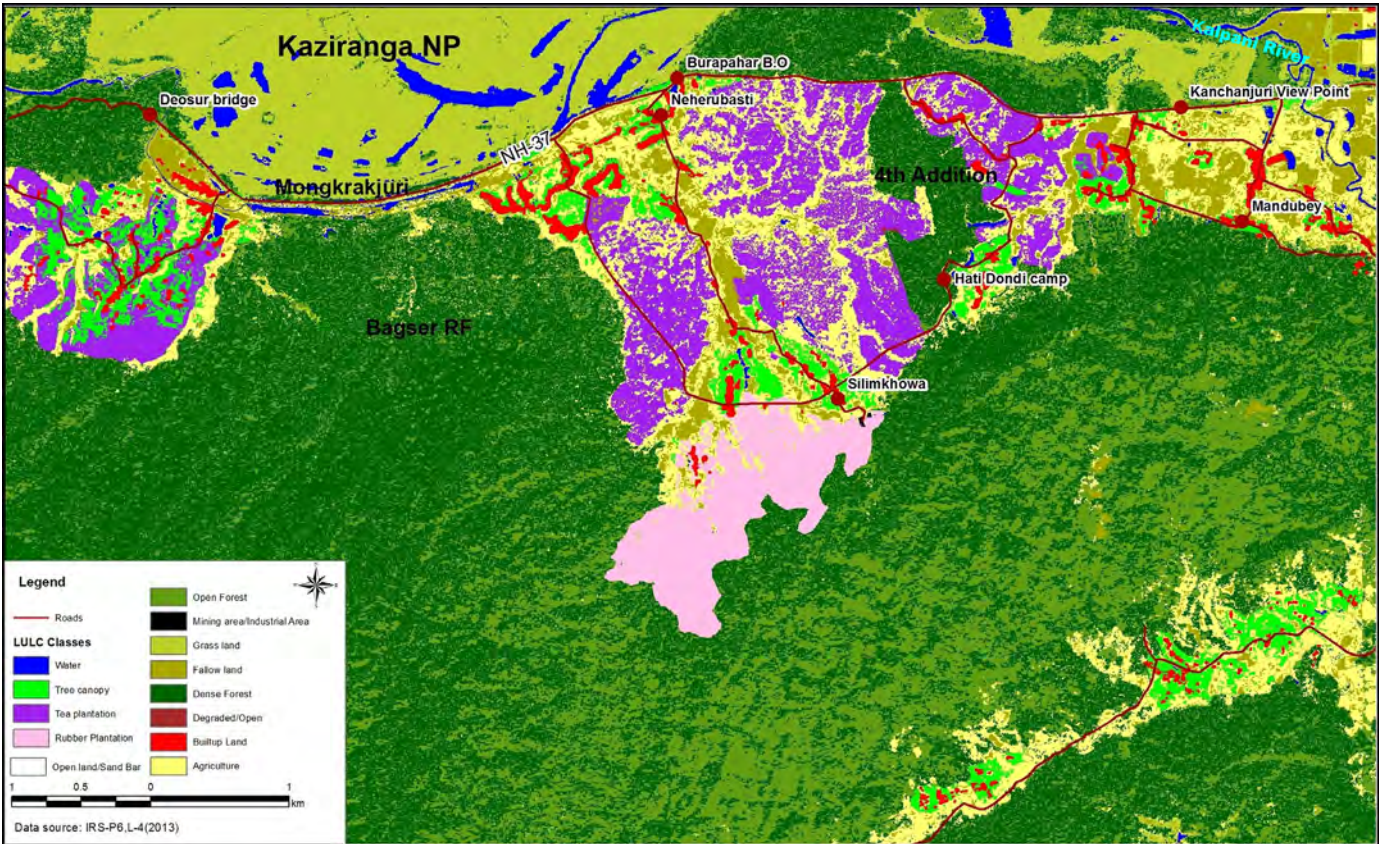 Kaziranga NP
Kalpani River
Burapahar B.O
Deosur bridge
Kanchanjuri View Point
Neherubasti
NH-37
Mongkrakjuri
4th Addition
Mandubey
Hati Dondi camp
Bagser RF
Silimkhowa
Legend
Roads
LULC Classes
Water
Tree canopy
Tea plantation
Rubber Plantation
Open land/Sand Bar
Open Forest
Mining area/Industrial Area
Grass land
Fallow land
Dense Forest
Degraded/Open
Builtup Land
Agriculture
1 0.5 0 1
km
Data source: IRS-P6,L-4(2013)